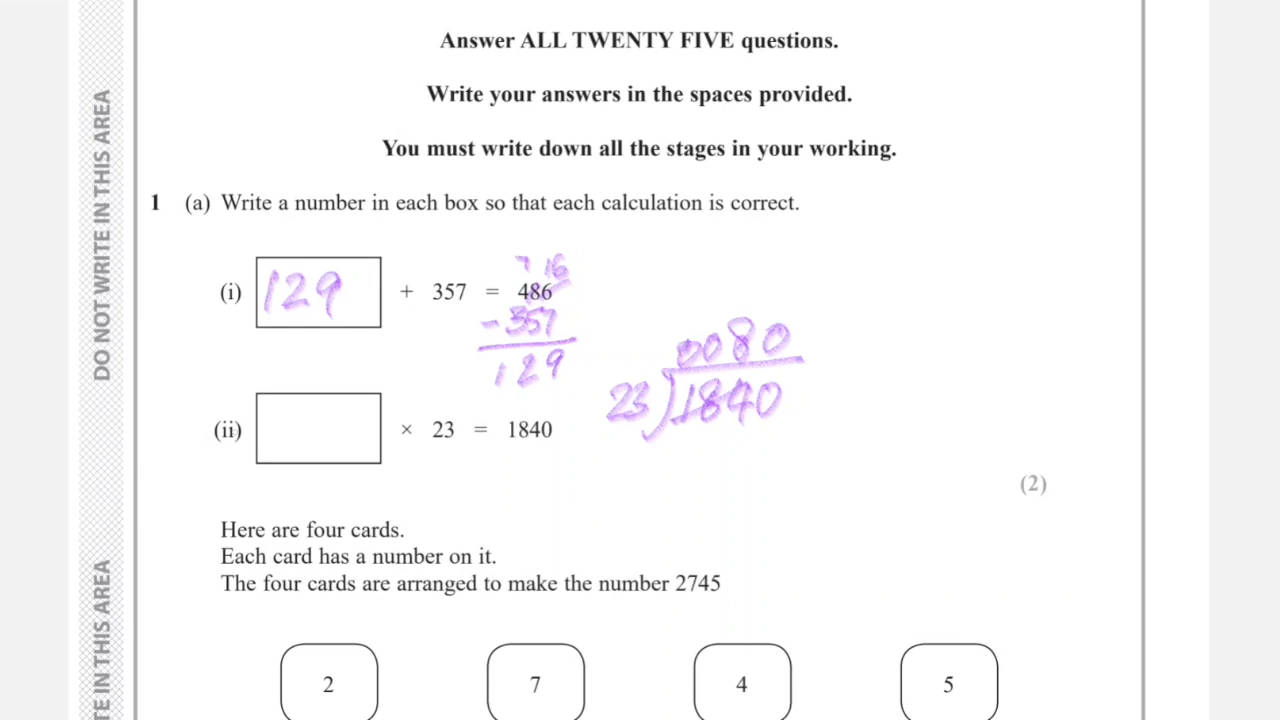 Answer ALL TWENTY FIVE questions.
Write your answers in the spaces provided.
You must write down all the stages in your working.
DO NOT WRITE IN THIS AREA
1 (a) Write a number in each box so that each calculation is correct.
7 16
(i) 129 + 357 = 486
-357
129
0080
23)1840
(ii) × 23 = 1840
(2)
Here are four cards.
Each card has a number on it.
The four cards are arranged to make the number 2745
TE IN THIS AREA
2 7 4 5